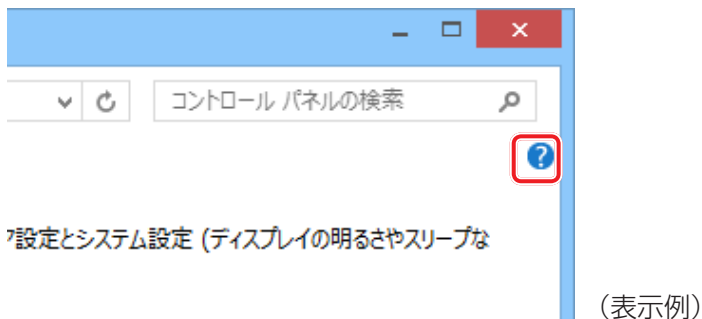 コントロール パネルの検索
?
ア設定とシステム設定 (ディスプレイの明るさやスリープな
（表示例）